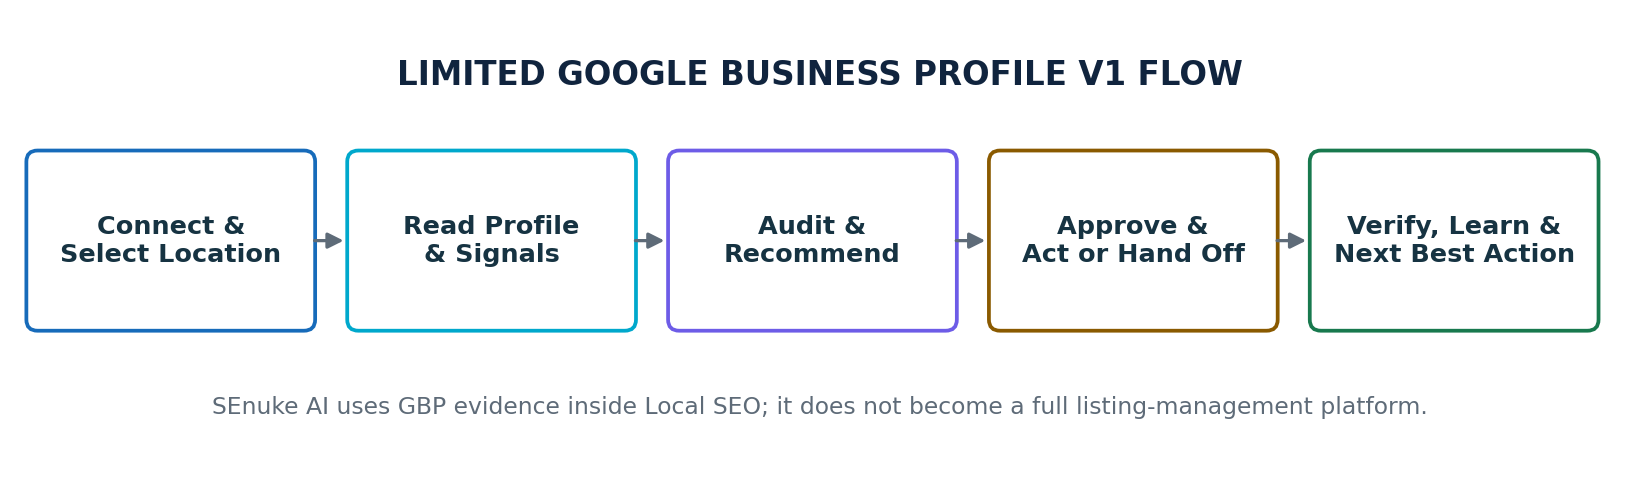 LIMITED GOOGLE BUSINESS PROFILE V1 FLOW
Connect &
Select Location
Read Profile
& Signals
Audit &
Recommend
Approve &
Act or Hand Off
Verify, Learn &
Next Best Action
SEnuke AI uses GBP evidence inside Local SEO; it does not become a full listing-management platform.